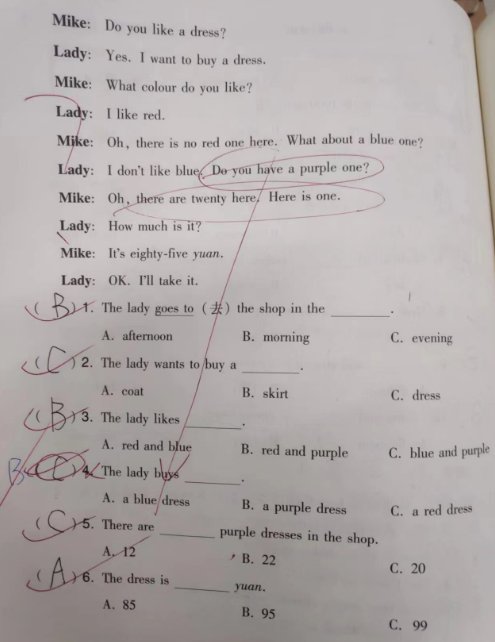 Mike: Do you like a dress?
Lady: Yes. I want to buy a dress.
Mike: What colour do you like?
Lady: I like red.
Mike: Oh, there is no red one here. What about a blue one?
Lady: I don't like blue. Do you have a purple one?
Mike: Oh, there are twenty here. Here is one.
Lady: How much is it?
Mike: It's eighty-five yuan.
Lady: OK. I'll take it.
(B) 1. The lady goes to (去) the shop in the ______.
A. afternoon B. morning C. evening
(C) 2. The lady wants to buy a ______.
A. coat B. skirt C. dress
(B) 3. The lady likes ______.
A. red and blue B. red and purple C. blue and purple
B (C) 4. The lady buys ______.
A. a blue dress B. a purple dress C. a red dress
(C) 5. There are ______ purple dresses in the shop.
A. 12 B. 22 C. 20
(A) 6. The dress is ______ yuan.
A. 85 B. 95 C. 99